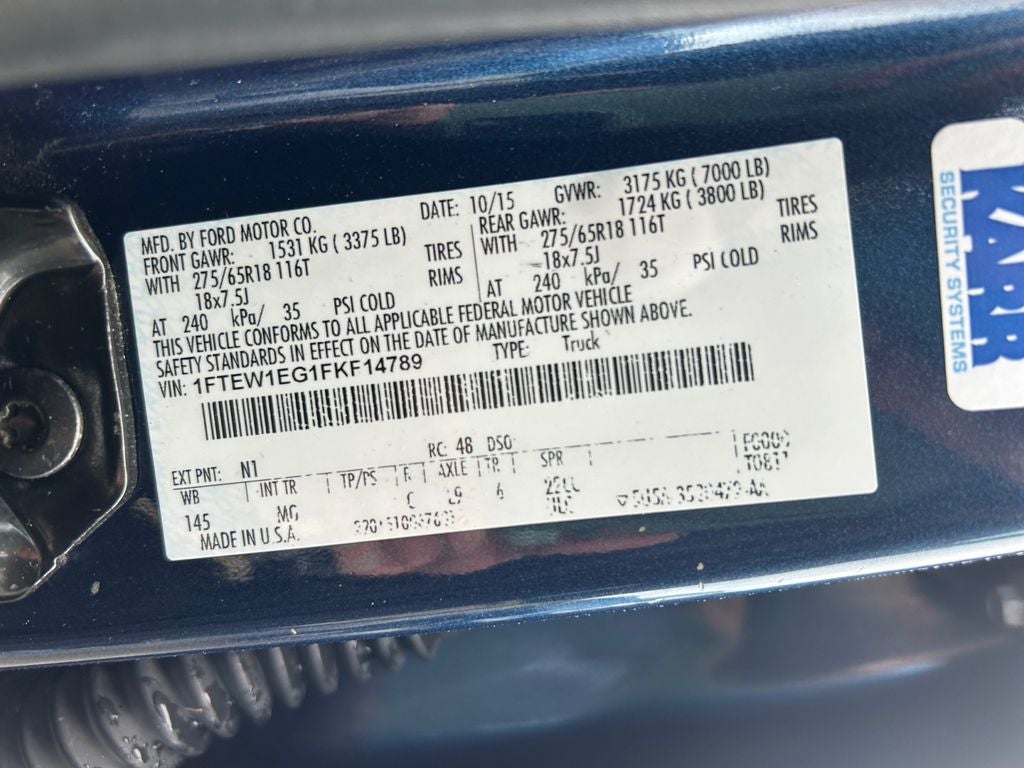 MFD. BY FORD MOTOR CO.
DATE: 10/15
GVWR: 3175 KG ( 7000 LB)
FRONT GAWR: 1531 KG ( 3375 LB)
WITH 275/65R18 116T TIRES
18x7.5J RIMS
AT 240 kPa/ 35 PSI COLD
REAR GAWR: 1724 KG ( 3800 LB)
WITH 275/65R18 116T TIRES
18x7.5J RIMS
AT 240 kPa/ 35 PSI COLD
THIS VEHICLE CONFORMS TO ALL APPLICABLE FEDERAL MOTOR VEHICLE
SAFETY STANDARDS IN EFFECT ON THE DATE OF MANUFACTURE SHOWN ABOVE.
VIN: 1FTEW1EG1FKF14789 TYPE: Truck
EXT PNT: N1 RC: 48 DSO
WB INT TR TP/PS R AXLE TR SPR
145 6
MADE IN U.S.A.
SECURITY SYSTEMS